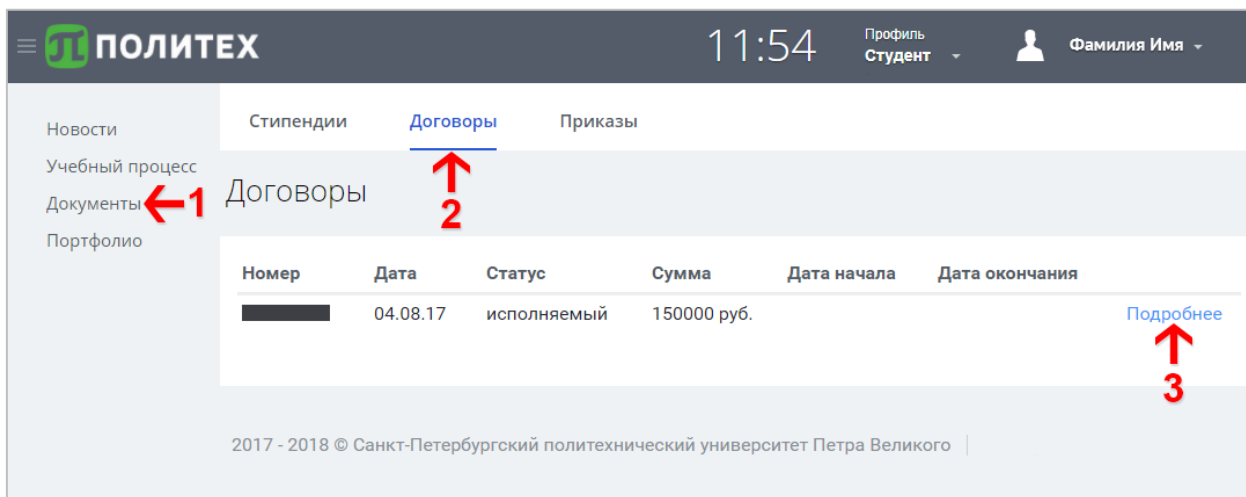 ПОЛИТЕХ
11:54
Профиль
Студент
Фамилия Имя
Новости
Учебный процесс
Документы
Портфолио
1
Стипендии Договоры Приказы
2
Договоры
Номер Дата Статус Сумма Дата начала Дата окончания
04.08.17 исполняемый 150000 руб. Подробнее
3
2017 - 2018 © Санкт-Петербургский политехнический университет Петра Великого